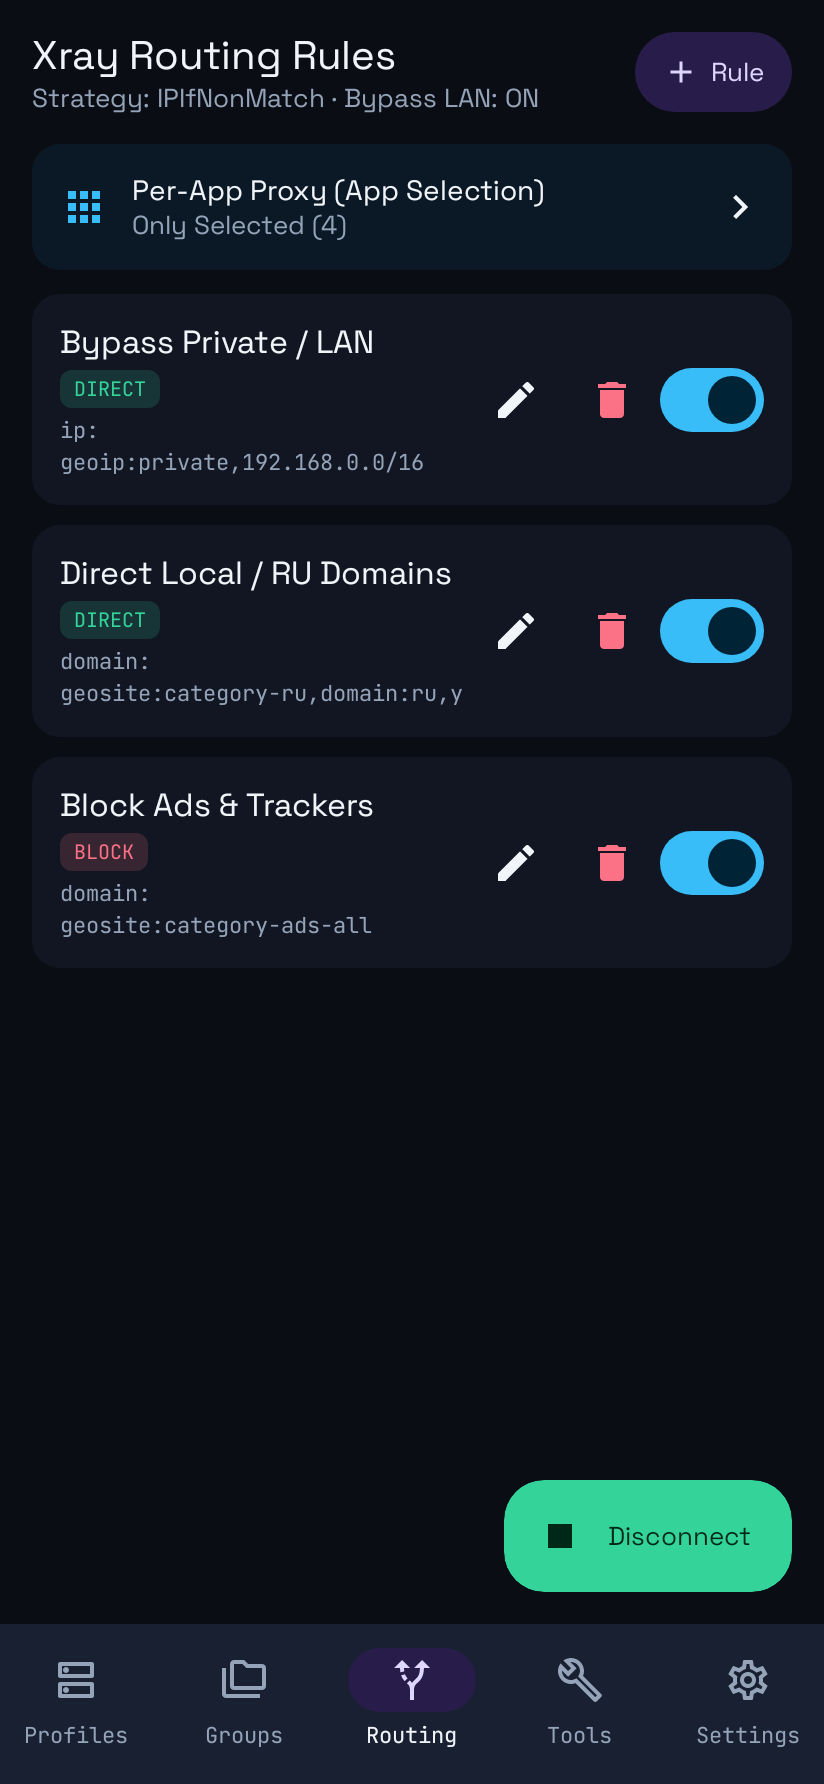 Xray Routing Rules
Strategy: IPIfNonMatch · Bypass LAN: ON
Rule
Per-App Proxy (App Selection)
Only Selected (4)
Bypass Private / LAN
DIRECT
ip:
geoip:private,192.168.0.0/16
Direct Local / RU Domains
DIRECT
domain:
geosite:category-ru,domain:ru,y
Block Ads & Trackers
BLOCK
domain:
geosite:category-ads-all
Disconnect
Profiles
Groups
Routing
Tools
Settings